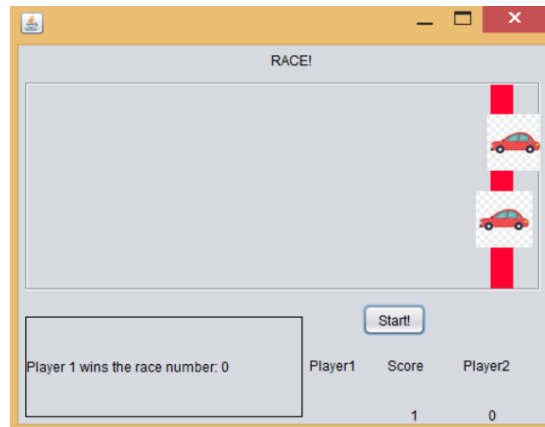 RACE!
Start!
Player 1 wins the race number: 0
Player1 Score Player2
1 0